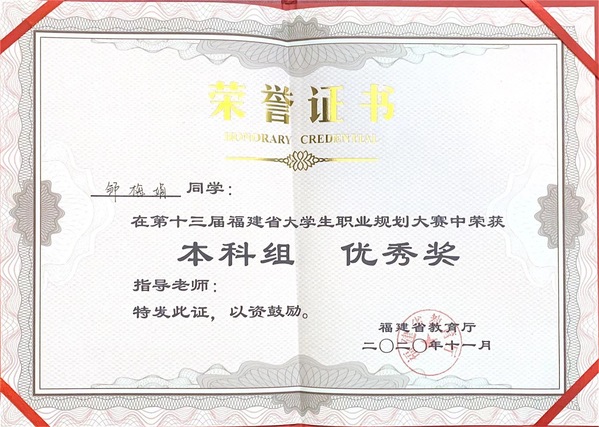 荣誉证书
HONORARY CREDENTIAL
同学：
在第十三届福建省大学生职业规划大赛中荣获
本科组 优秀奖
指导老师：
特发此证，以资鼓励。
福建省教育厅
二〇二〇年十一月